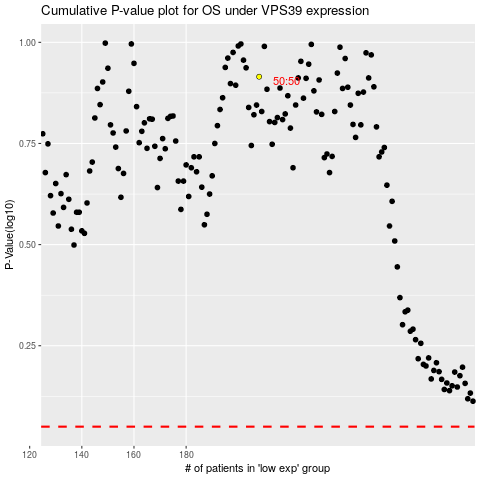 Cumulative P-value plot for OS under VPS39 expression
P-Value(log10)
1.00
0.75
0.50
0.25
50:50
120 140 160 180
# of patients in 'low exp' group